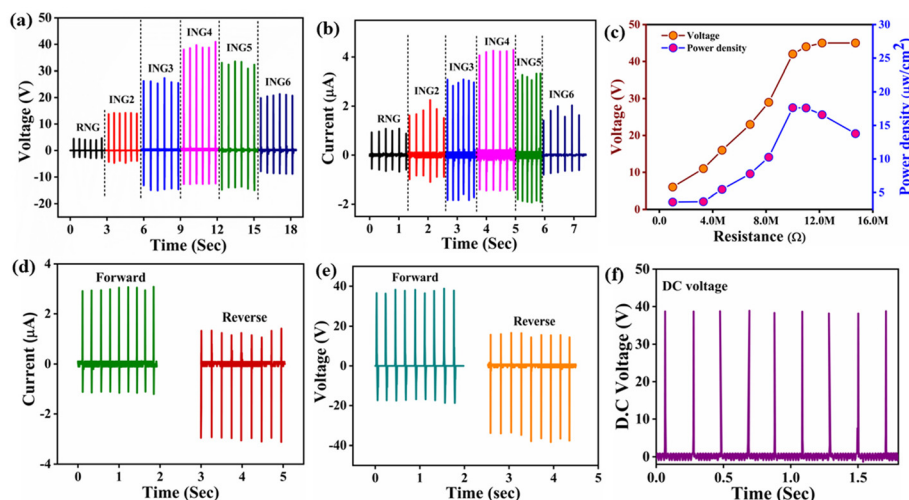 (a)
50
40
30
20
10
0
-10
-20
Voltage (V)
RNG
ING2
ING3
ING4
ING5
ING6
0 3 6 9 12 15 18
Time (Sec)
(b)
4
2
0
-2
Current (μA)
RNG
ING2
ING3
ING4
ING5
ING6
0 1 2 3 4 5 6 7
Time (Sec)
(c)
50
40
30
20
10
0
Voltage (V)
Voltage
Power density
30
25
20
15
10
5
Power density (μw/cm²)
0.0 4.0M 8.0M 12.0M 16.0M
Resistance (Ω)
(d)
4
2
0
-2
-4
Current (μA)
Forward
Reverse
0 1 2 3 4 5
Time (Sec)
(e)
40
20
0
-20
-40
Voltage (V)
Forward
Reverse
0 1 2 3 4 5
Time (Sec)
(f)
50
40
30
20
10
0
D.C Voltage (V)
DC voltage
0.0 0.5 1.0 1.5
Time (Sec)